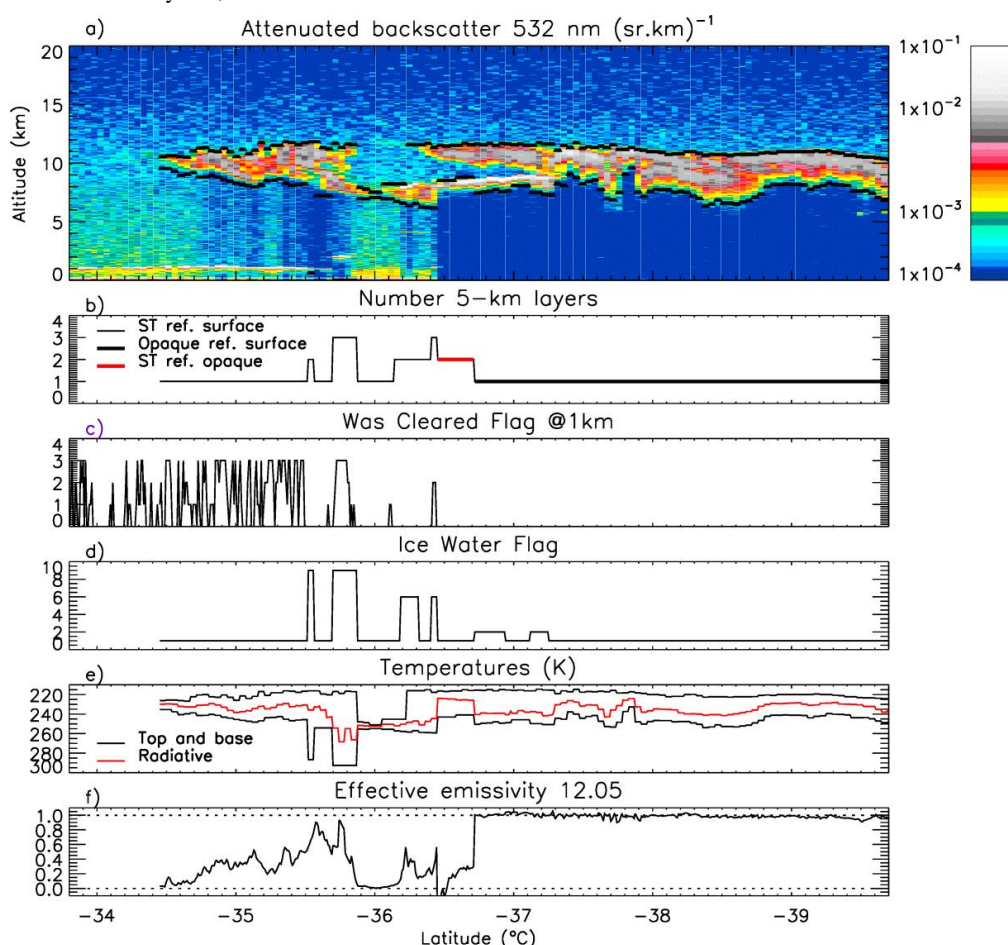 a) Attenuated backscatter 532 nm (sr.km)⁻¹
20
15
10
5
0
Altitude (km)
1x10⁻¹
1x10⁻²
1x10⁻³
1x10⁻⁴
b) Number 5-km layers
4
3
2
1
0
ST ref. surface
Opaque ref. surface
ST ref. opaque
c) Was Cleared Flag @1km
4
3
2
1
0
d) Ice Water Flag
10
8
6
4
2
0
e) Temperatures (K)
220
240
260
280
300
Top and base
Radiative
f) Effective emissivity 12.05
1.0
0.8
0.6
0.4
0.2
0.0
-34 -35 -36 -37 -38 -39
Latitude (°C)